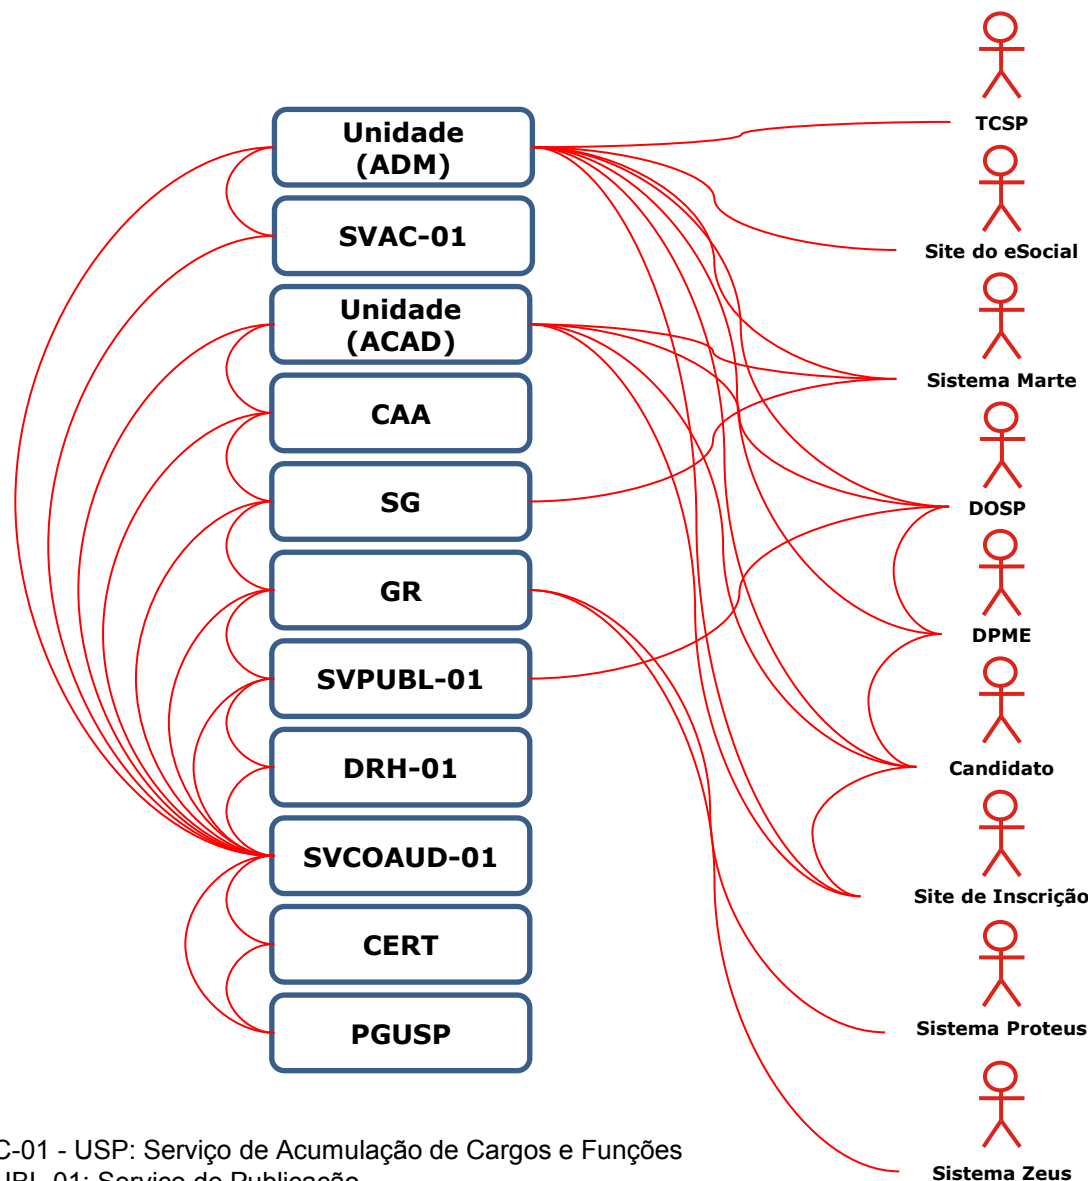 TCSP
Unidade
(ADM)
SVAC-01
Site do eSocial
Unidade
(ACAD)
Sistema Marte
CAA
SG
DOSP
GR
DPME
SVPUBL-01
DRH-01
Candidato
SVCOAUD-01
Site de Inscrição
CERT
PGUSP
Sistema Proteus
C-01 - USP: Serviço de Acumulação de Cargos e Funções
Sistema Zeus